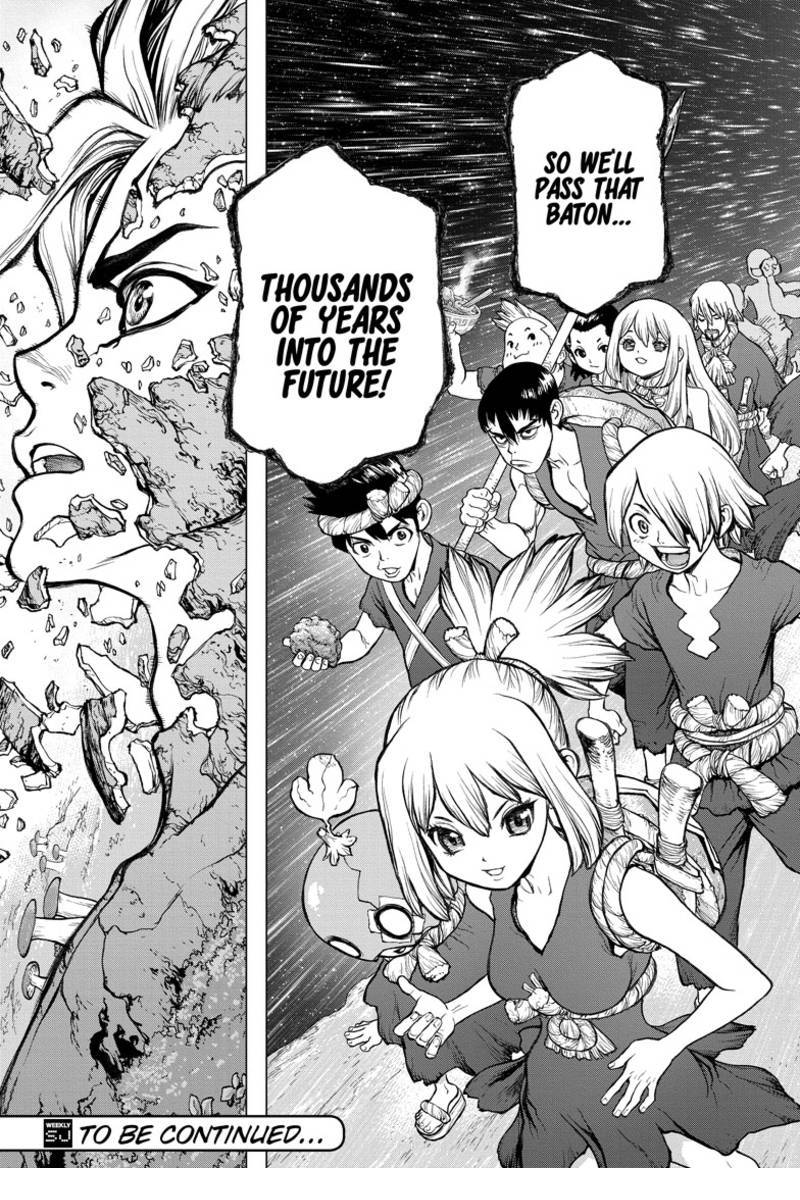 SO WE'LL
PASS THAT
BATON...
THOUSANDS
OF YEARS
INTO THE
FUTURE!
WEEKLY
SJ
TO BE CONTINUED...